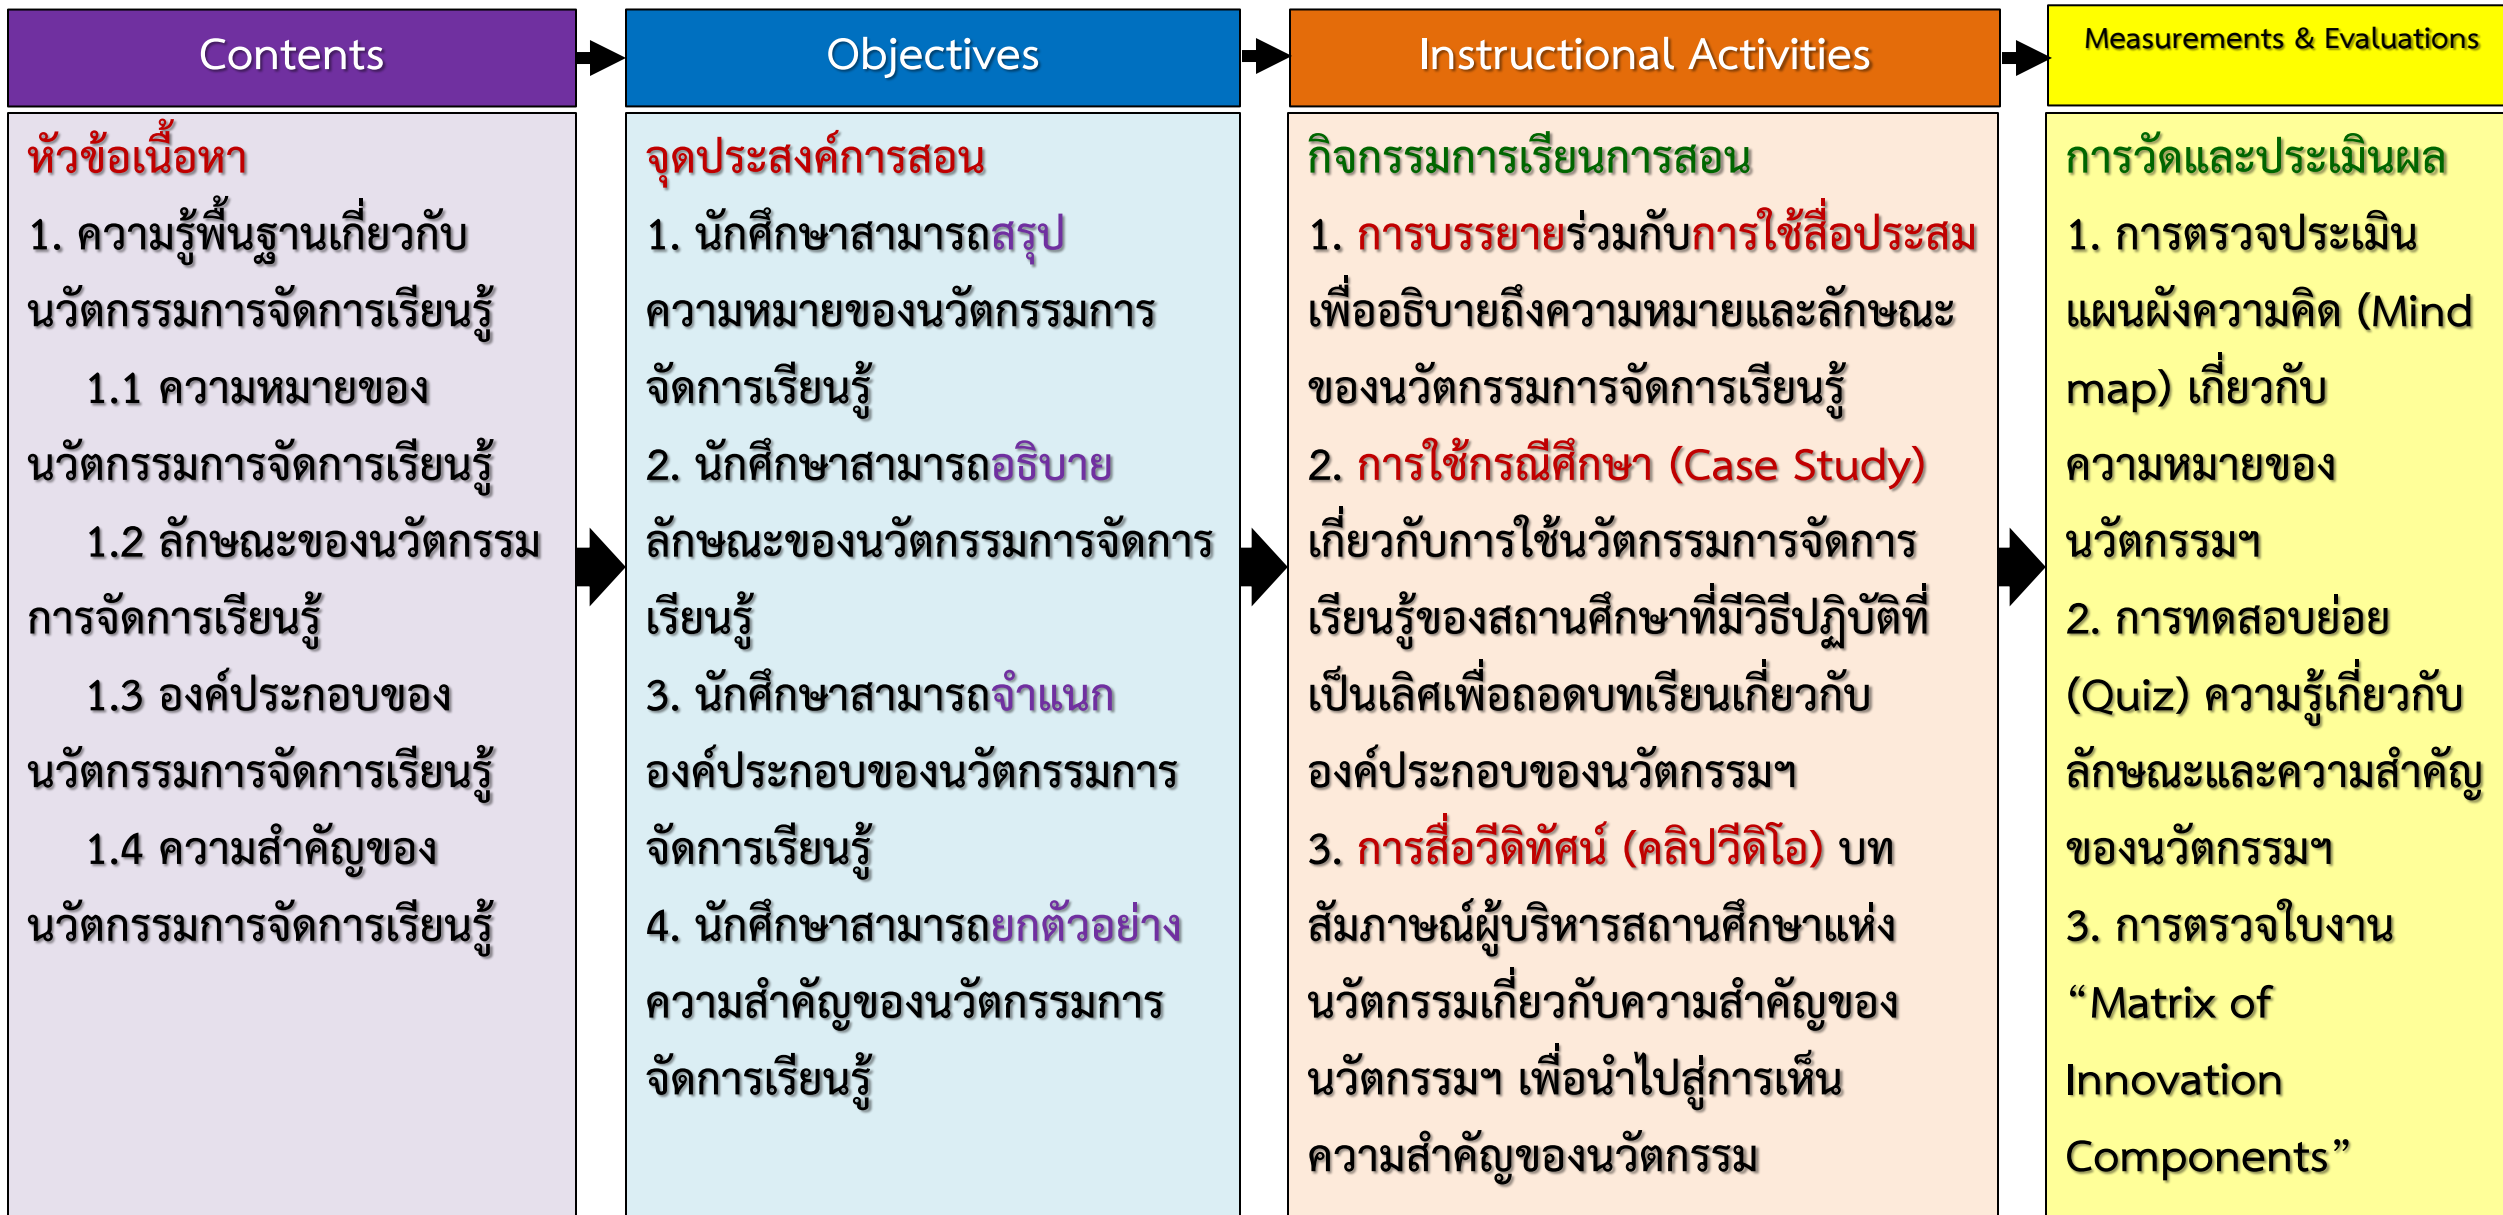 Contents
Objectives
Instructional Activities
Measurements & Evaluations
หัวข้อเนื้อหา
1. ความรู้พื้นฐานเกี่ยวกับ
นวัตกรรมการจัดการเรียนรู้
1.1 ความหมายของ
นวัตกรรมการจัดการเรียนรู้
1.2 ลักษณะของนวัตกรรม
การจัดการเรียนรู้
1.3 องค์ประกอบของ
นวัตกรรมการจัดการเรียนรู้
1.4 ความสำคัญของ
นวัตกรรมการจัดการเรียนรู้
จุดประสงค์การสอน
1. นักศึกษาสามารถสรุป
ความหมายของนวัตกรรมการ
จัดการเรียนรู้
2. นักศึกษาสามารถอธิบาย
ลักษณะของนวัตกรรมการจัดการ
เรียนรู้
3. นักศึกษาสามารถจำแนก
องค์ประกอบของนวัตกรรมการ
จัดการเรียนรู้
4. นักศึกษาสามารถยกตัวอย่าง
ความสำคัญของนวัตกรรมการ
จัดการเรียนรู้
กิจกรรมการเรียนการสอน
1. การบรรยายร่วมกับการใช้สื่อประสม
เพื่ออธิบายถึงความหมายและลักษณะ
ของนวัตกรรมการจัดการเรียนรู้
2. การใช้กรณีศึกษา (Case Study)
เกี่ยวกับการใช้นวัตกรรมการจัดการ
เรียนรู้ของสถานศึกษาที่มีวิธีปฏิบัติที่
เป็นเลิศเพื่อถอดบทเรียนเกี่ยวกับ
องค์ประกอบของนวัตกรรมฯ
3. การสื่อวีดิทัศน์ (คลิปวีดิโอ) บท
สัมภาษณ์ผู้บริหารสถานศึกษาแห่ง
นวัตกรรมเกี่ยวกับความสำคัญของ
นวัตกรรมฯ เพื่อนำไปสู่การเห็น
ความสำคัญของนวัตกรรม
การวัดและประเมินผล
1. การตรวจประเมิน
แผนผังความคิด (Mind
map) เกี่ยวกับ
ความหมายของ
นวัตกรรมฯ
2. การทดสอบย่อย
(Quiz) ความรู้เกี่ยวกับ
ลักษณะและความสำคัญ
ของนวัตกรรมฯ
3. การตรวจใบงาน
“Matrix of
Innovation
Components”